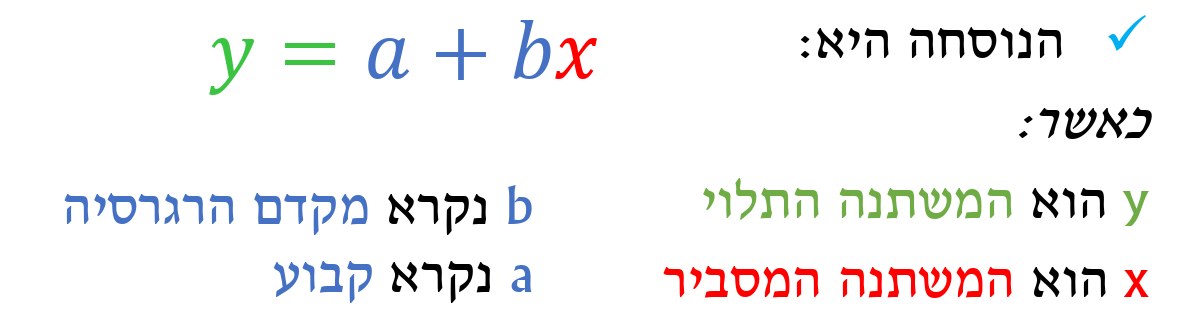 ✓ הנוסחה היא:
y = a + bx
כאשר:
y הוא המשתנה התלוי
x הוא המשתנה המסביר
b נקרא מקדם הרגרסיה
a נקרא קבוע